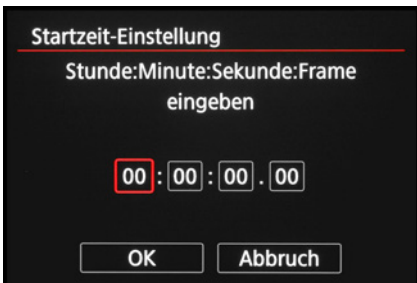 Startzeit-Einstellung
Stunde:Minute:Sekunde:Frame
eingeben
00 : 00 : 00 . 00
OK Abbruch